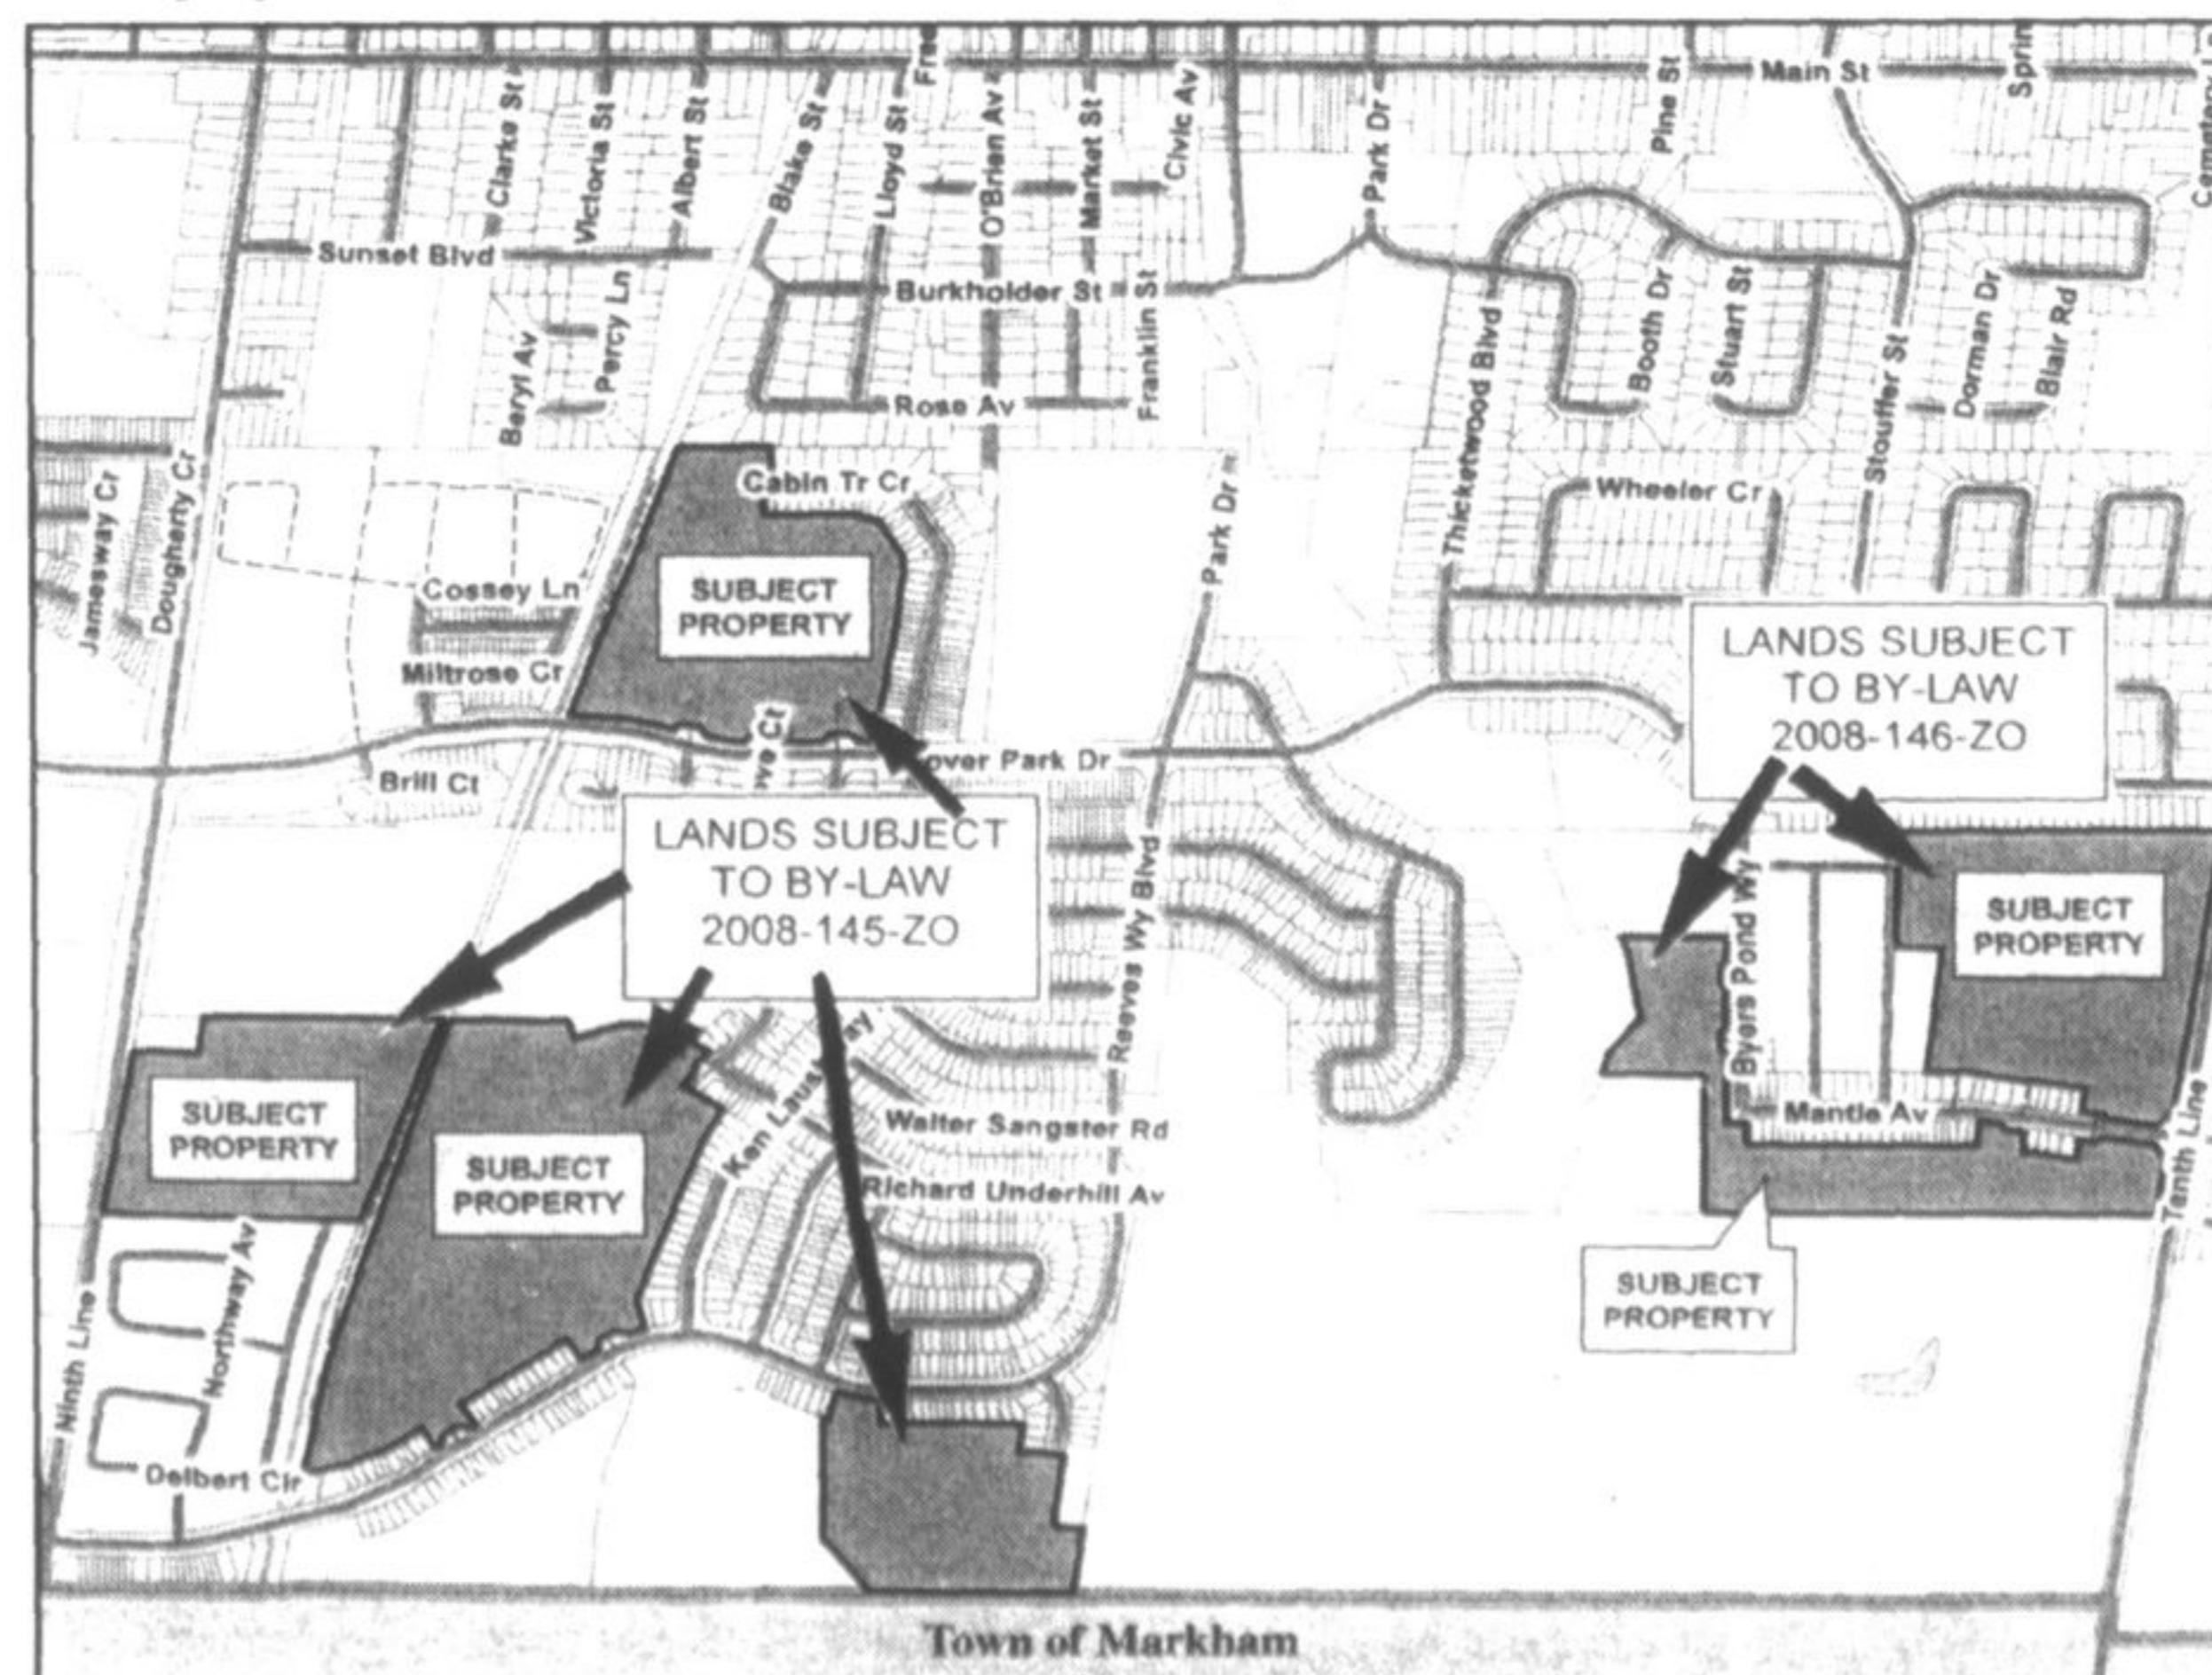 Main St
Pine St
Park Dr
Civic Av
Market St
O'Brien Av
Lloyd St
Blake St
Albert St
Victoria St
Clarke St
Sunset Blvd
Burkholder St
Franklin St
Percy Ln
Beryl Av
Rose Av
Booth Dr
Stuart St
Dorman Dr
Blair Rd
Thicketwood Blvd
Stouffer St
Wheeler Cr
Jamesway Cr
Dougherty Cr
Cabin Tr Cr
Park Dr
Cossey Ln
Miltrose Cr
SUBJECT
PROPERTY
LANDS SUBJECT
TO BY-LAW
2008-146-ZO
Brill Ct
over Park Dr
LANDS SUBJECT
TO BY-LAW
2008-145-ZO
Reeves Wy Blvd
Byers Pond Wy
SUBJECT
PROPERTY
Mantle Av
Tenth Line
SUBJECT
PROPERTY
SUBJECT
PROPERTY
Walter Sangster Rd
Richard Underhill Av
SUBJECT
PROPERTY
Ninth Line
Northway Av
Delbert Cir
Town of Markham